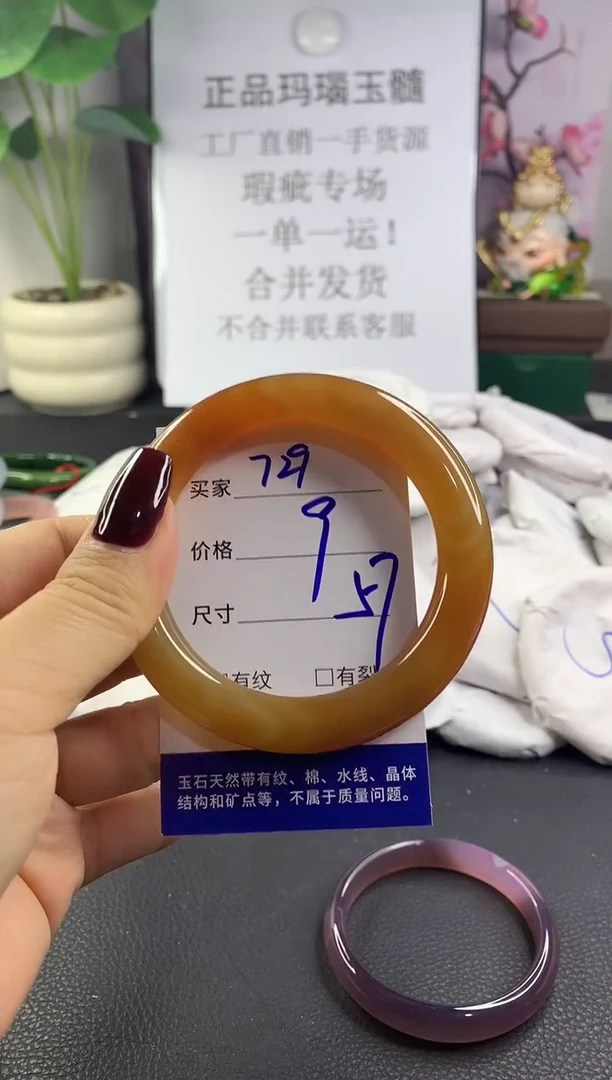 正品玛瑙玉髓
工厂直销一手货源
瑕疵专场
一单一运!
合并发货
不合并联系客服
买家 729
价格 9
尺寸 57
有纹 □有裂
玉石天然带有纹、棉、水线、晶体
结构和矿点等，不属于质量问题。